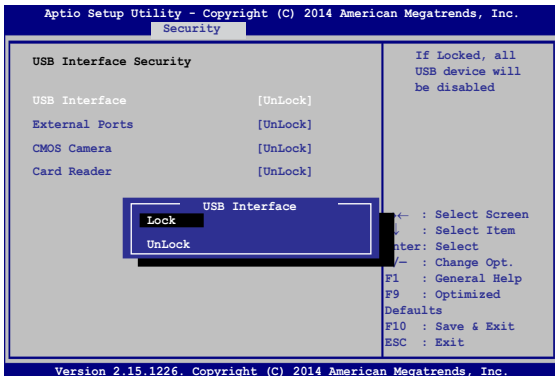 Aptio Setup Utility - Copyright (C) 2014 American Megatrends, Inc.
Security
USB Interface Security
USB Interface [UnLock]
External Ports [UnLock]
CMOS Camera [UnLock]
Card Reader [UnLock]
If Locked, all
USB device will
be disabled
USB Interface
Lock
UnLock
→← : Select Screen
↓ : Select Item
nter: Select
/— : Change Opt.
F1 : General Help
F9 : Optimized
Defaults
F10 : Save & Exit
ESC : Exit
Version 2.15.1226. Copyright (C) 2014 American Megatrends, Inc.